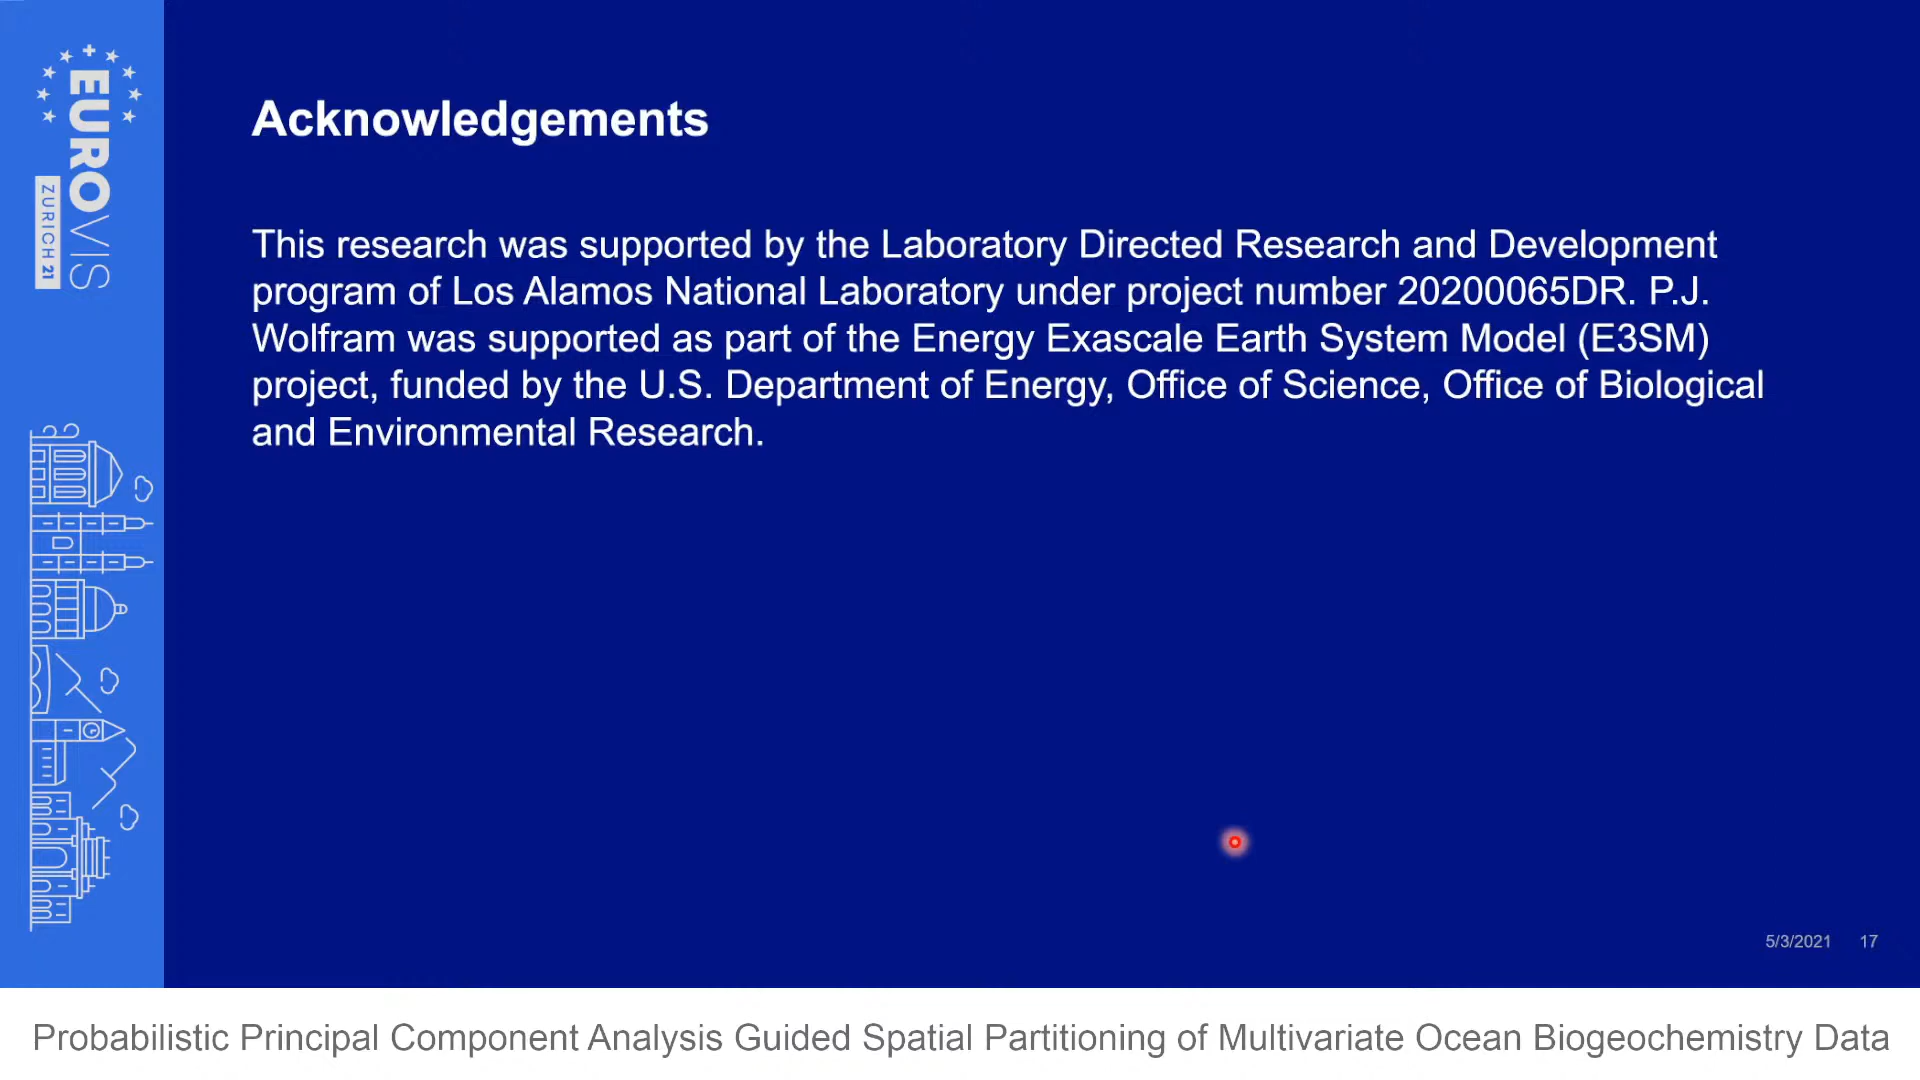 EUROVIS
ZURICH 21
Acknowledgements
This research was supported by the Laboratory Directed Research and Development
program of Los Alamos National Laboratory under project number 20200065DR. P.J.
Wolfram was supported as part of the Energy Exascale Earth System Model (E3SM)
project, funded by the U.S. Department of Energy, Office of Science, Office of Biological
and Environmental Research.
5/3/2021 17
Probabilistic Principal Component Analysis Guided Spatial Partitioning of Multivariate Ocean Biogeochemistry Data